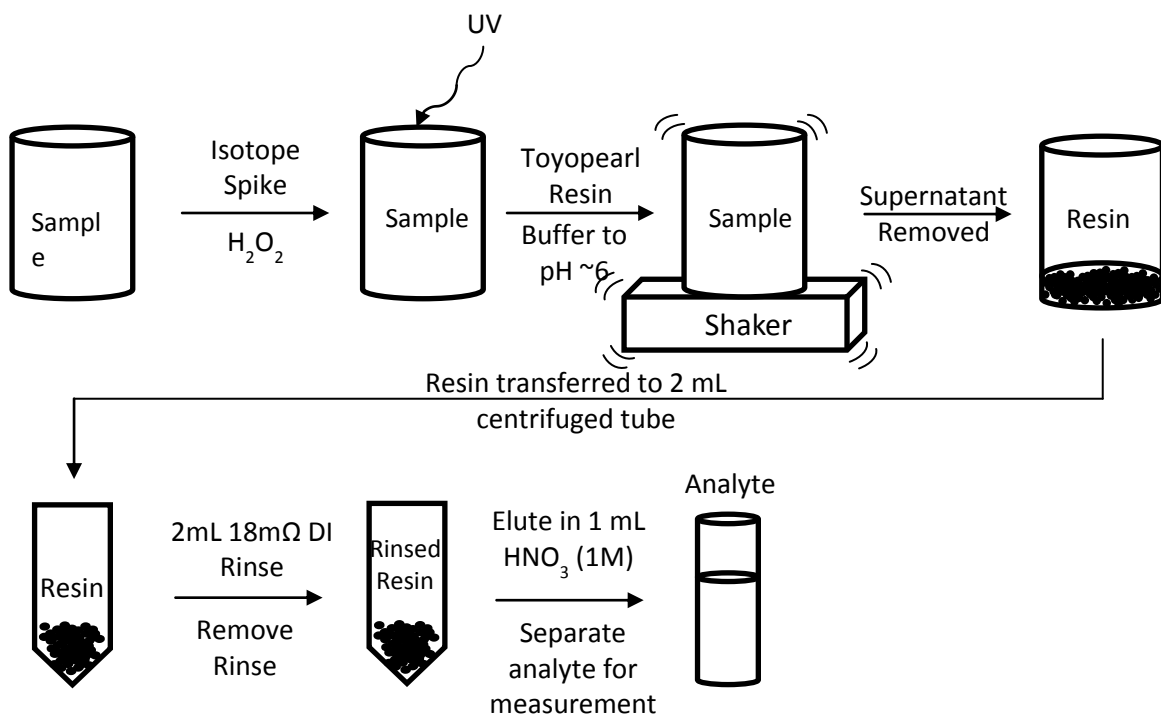 UV
Sampl
e
Isotope
Spike
H₂O₂
Sample
Toyopearl
Resin
Buffer to
pH ~6
Sample
Shaker
Supernatant
Removed
Resin
Resin transferred to 2 mL
centrifuged tube
Resin
2mL 18mΩ DI
Rinse
Remove
Rinse
Rinsed
Resin
Elute in 1 mL
HNO₃ (1M)
Separate
analyte for
measurement
Analyte